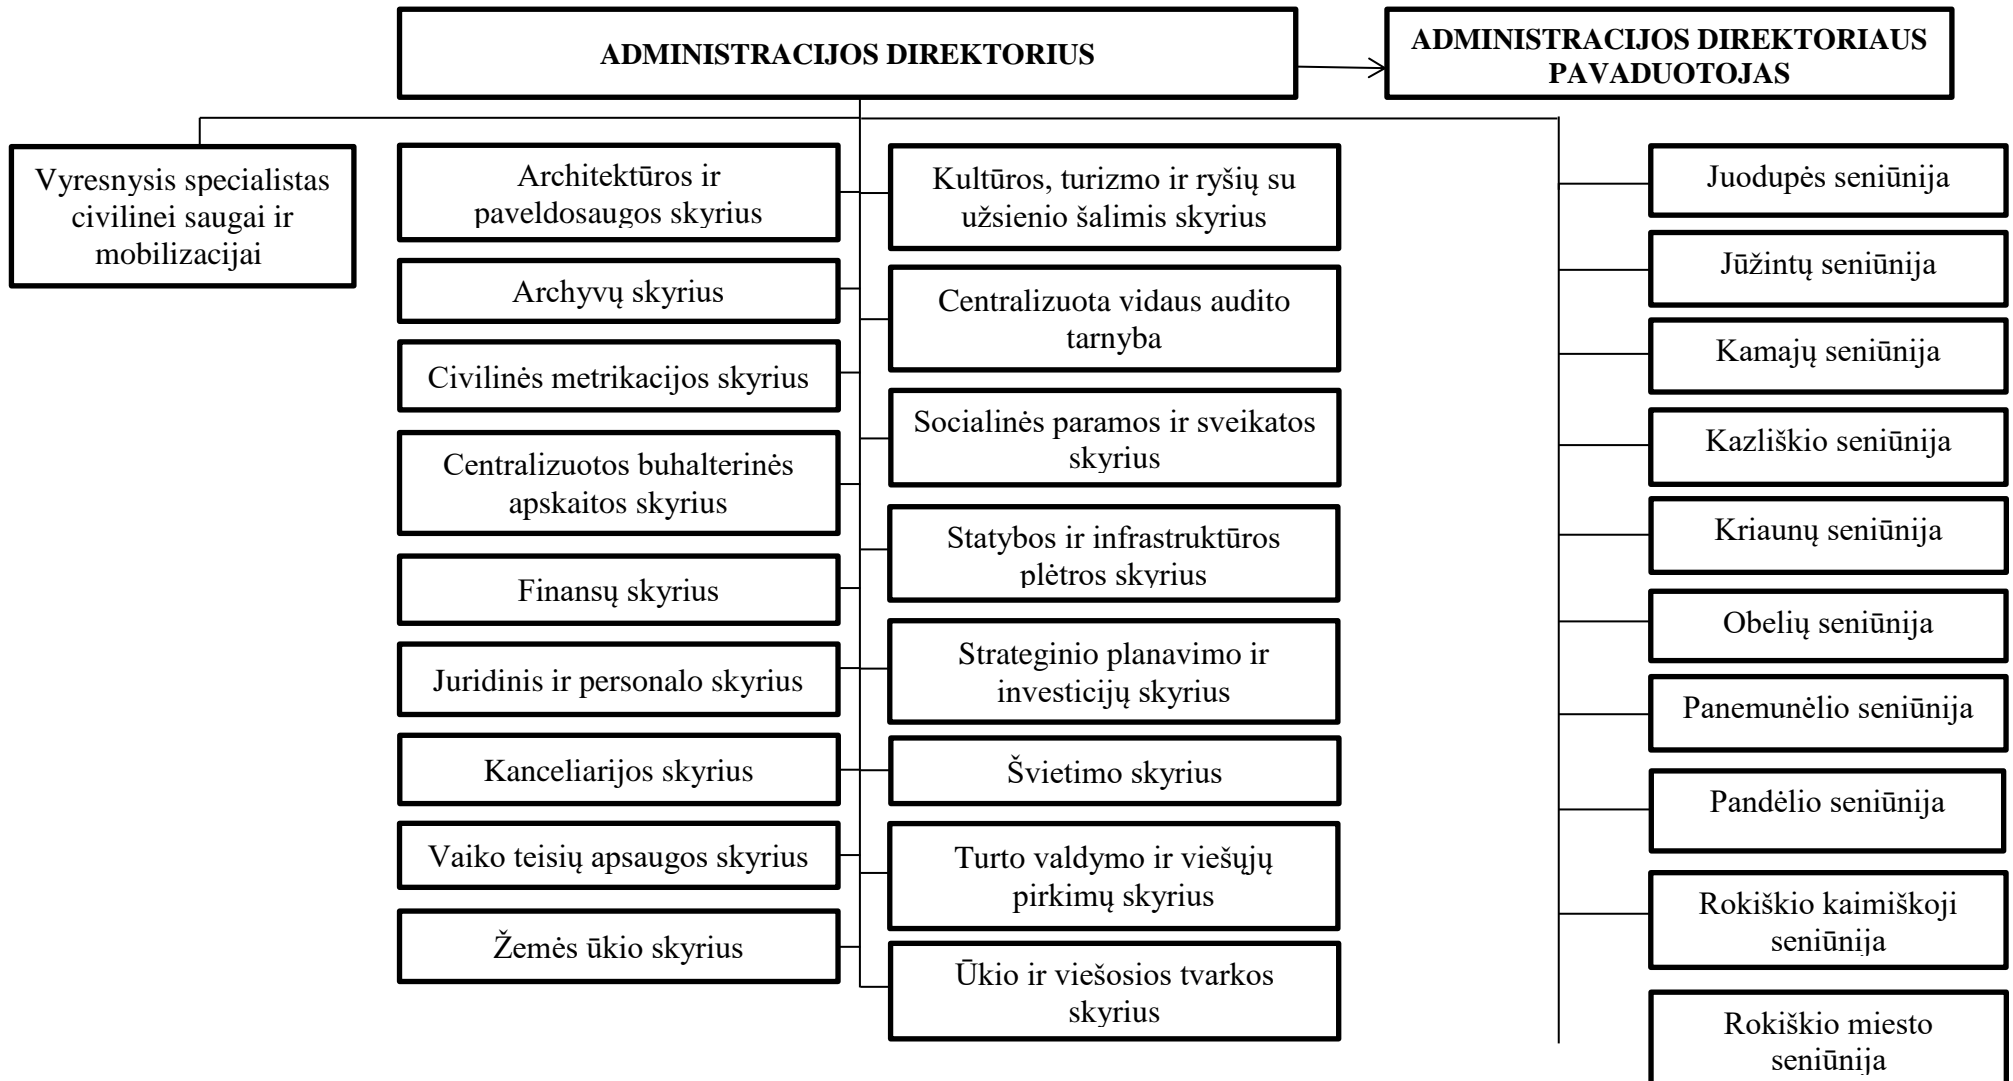 ADMINISTRACIJOS DIREKTORIUS
ADMINISTRACIJOS DIREKTORIAUS
PAVADUOTOJAS
Vyresnysis specialistas
civilinei saugai ir
mobilizacijai
Architektūros ir
paveldosaugos skyrius
Archyvų skyrius
Civilinės metrikacijos skyrius
Centralizuotos buhalterinės
apskaitos skyrius
Finansų skyrius
Juridinis ir personalo skyrius
Kanceliarijos skyrius
Vaiko teisių apsaugos skyrius
Žemės ūkio skyrius
Kultūros, turizmo ir ryšių su
užsienio šalimis skyrius
Centralizuota vidaus audito
tarnyba
Socialinės paramos ir sveikatos
skyrius
Statybos ir infrastruktūros
plėtros skyrius
Strateginio planavimo ir
investicijų skyrius
Švietimo skyrius
Turto valdymo ir viešųjų
pirkimų skyrius
Ūkio ir viešosios tvarkos
skyrius
Juodupės seniūnija
Jūžintų seniūnija
Kamajų seniūnija
Kazliškio seniūnija
Kriaunų seniūnija
Obelių seniūnija
Panemunėlio seniūnija
Pandėlio seniūnija
Rokiškio kaimiškoji
seniūnija
Rokiškio miesto
seniūnija